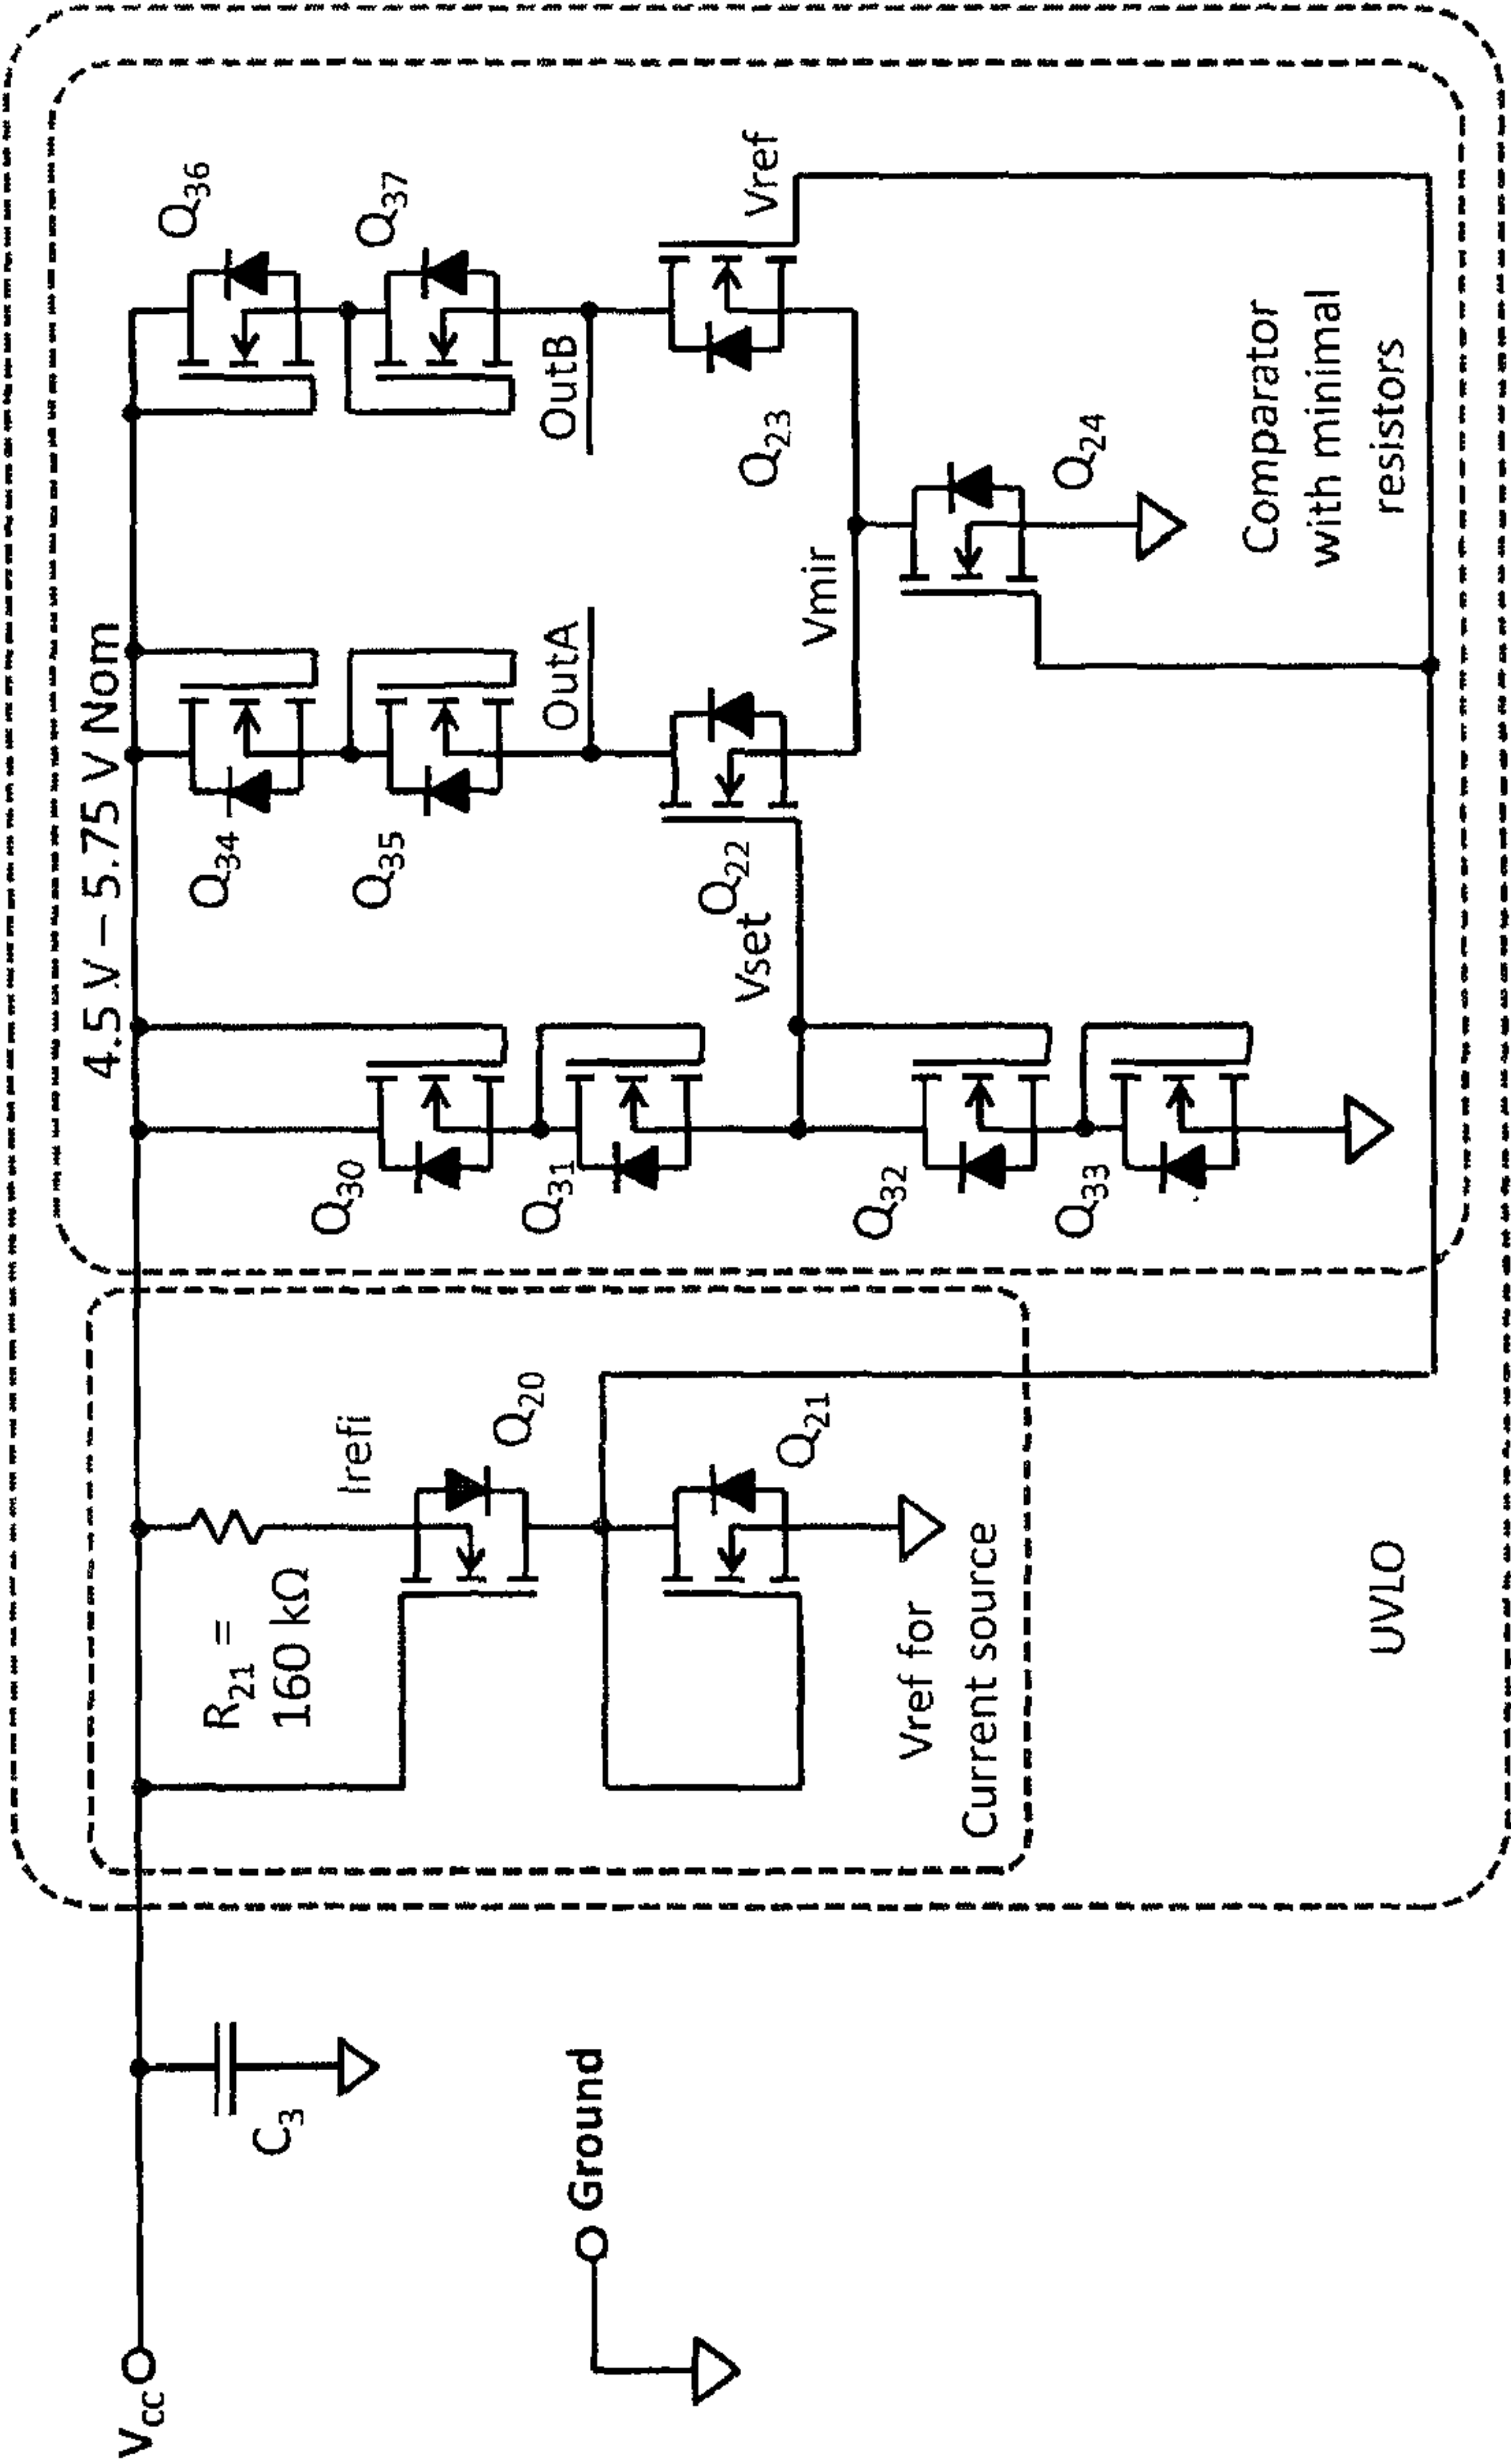 V_CC
C₃
Ground
4.5 V – 5.75 V Nom
R₂₁ =
160 kΩ
Irefi
Q₂₀
Q₂₁
Vref for
Current source
UVLO
Q₃₀
Q₃₁
Q₃₂
Q₃₃
Vset
Q₃₄
Q₃₅
OutA
Q₂₂
Vmir
Q₃₆
Q₃₇
OutB
Q₂₃
Vref
Q₂₄
Comparator
with minimal
resistors